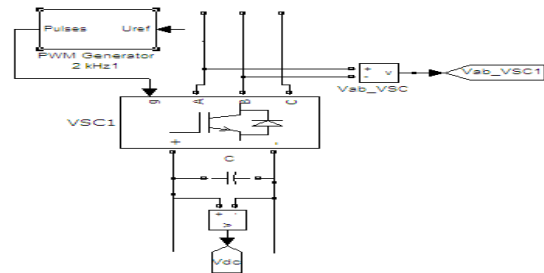 Pulses Uref
PWM Generator
2 kHz1
+ v
-
Vab_VSC1
Vab_VSC
g A B C
VSC1
+ -
C
+ -
v
Vdc